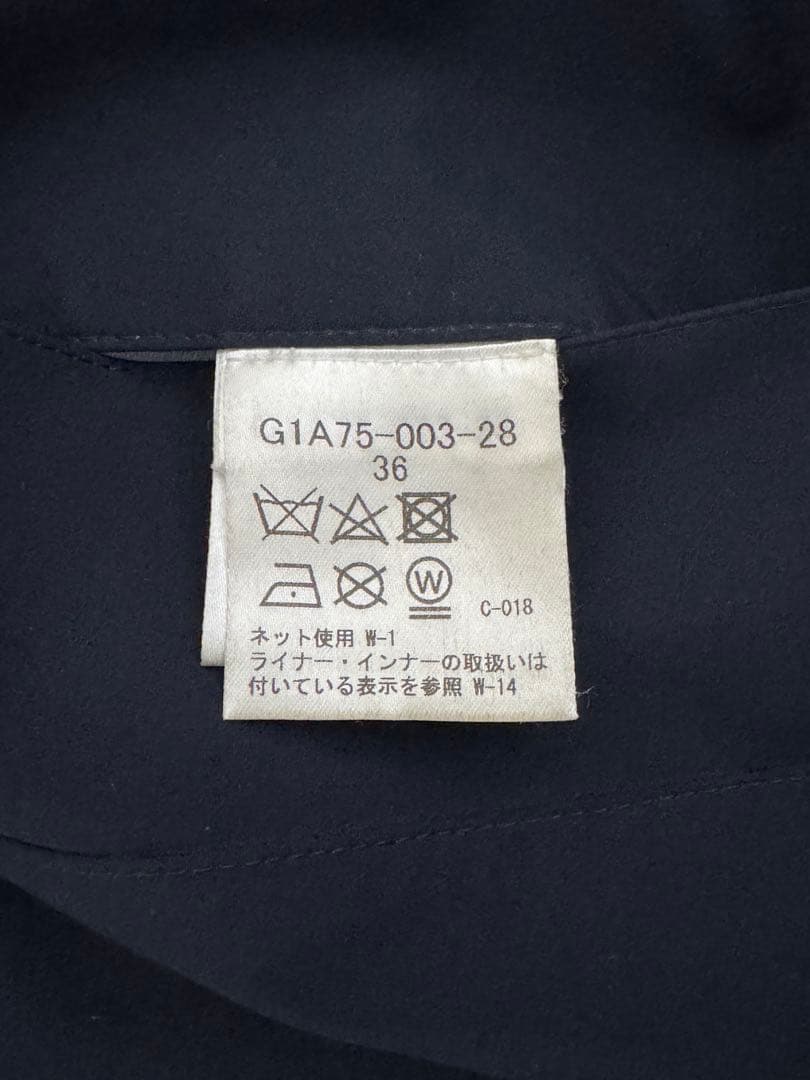 G1A75-003-28
36
W
C-018
ネット使用 W-1
ライナー・インナーの取扱いは
付いている表示を参照 W-14